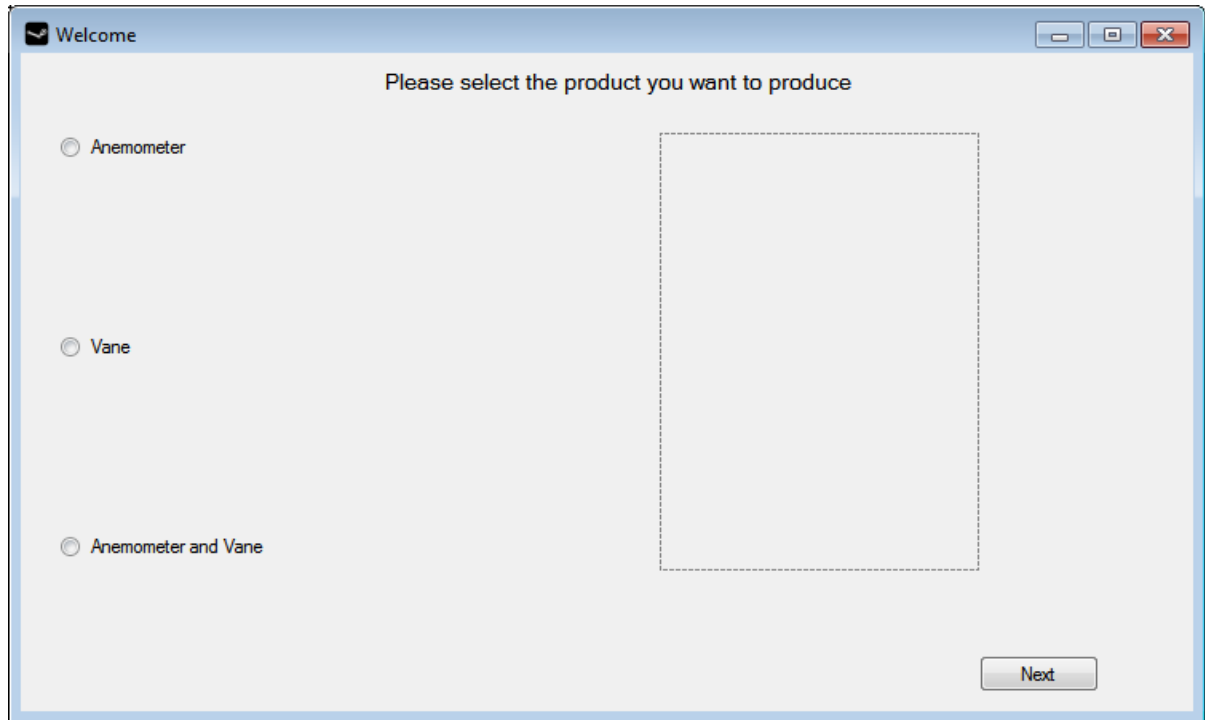 Welcome
Please select the product you want to produce
Anemometer
Vane
Anemometer and Vane
Next